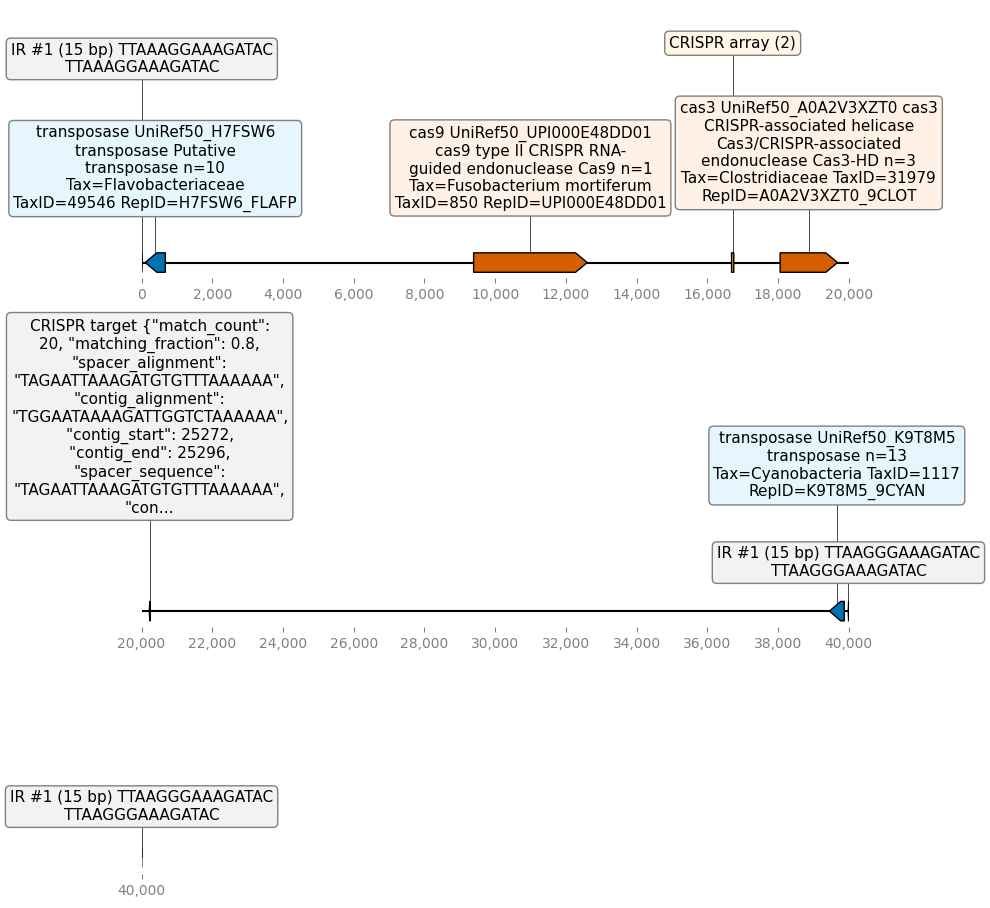 IR #1 (15 bp) TTAAAGGAAAGATAC
TTAAAGGAAAGATAC
CRISPR array (2)
transposase UniRef50_H7FSW6
transposase Putative
transposase n=10
Tax=Flavobacteriaceae
TaxID=49546 RepID=H7FSW6_FLAFP
cas9 UniRef50_UPI000E48DD01
cas9 type II CRISPR RNA-
guided endonuclease Cas9 n=1
Tax=Fusobacterium mortiferum
TaxID=850 RepID=UPI000E48DD01
cas3 UniRef50_A0A2V3XZT0 cas3
CRISPR-associated helicase
Cas3/CRISPR-associated
endonuclease Cas3-HD n=3
Tax=Clostridiaceae TaxID=31979
RepID=A0A2V3XZT0_9CLOT
0 2,000 4,000 6,000 8,000 10,000 12,000 14,000 16,000 18,000 20,000
CRISPR target {"match_count":
20, "matching_fraction": 0.8,
"spacer_alignment":
"TAGAATTAAAGATGTGTTTAAAAAA",
"contig_alignment":
"TGGAATAAAAGATTGGTCTAAAAAA",
"contig_start": 25272,
"contig_end": 25296,
"spacer_sequence":
"TAGAATTAAAGATGTGTTTAAAAAA",
"con...
transposase UniRef50_K9T8M5
transposase n=13
Tax=Cyanobacteria TaxID=1117
RepID=K9T8M5_9CYAN
IR #1 (15 bp) TTAAGGGAAAGATAC
TTAAGGGAAAGATAC
20,000 22,000 24,000 26,000 28,000 30,000 32,000 34,000 36,000 38,000 40,000
IR #1 (15 bp) TTAAGGGAAAGATAC
TTAAGGGAAAGATAC
40,000